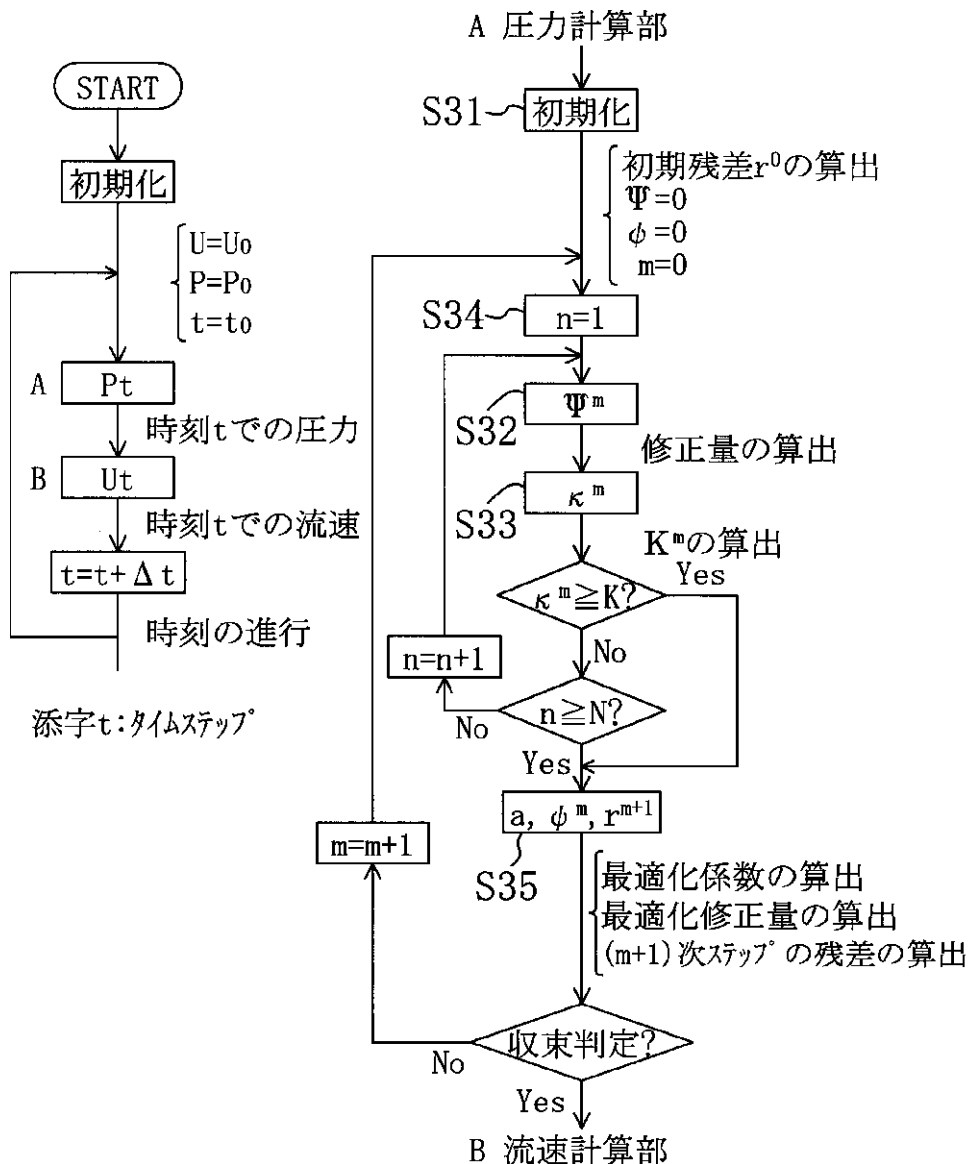 START
初期化
U=U₀
P=P₀
t=t₀
A
Pt
時刻tでの圧力
B
Ut
時刻tでの流速
t=t+Δt
時刻の進行
添字t:タイムステップ
A 圧力計算部
S31
初期化
初期残差r⁰の算出
Ψ=0
φ=0
m=0
S34
n=1
S32
Ψᵐ
修正量の算出
S33
κᵐ
Kᵐの算出
κᵐ≧K?
Yes
No
n=n+1
n≧N?
No
Yes
a, φᵐ, rᵐ⁺¹
S35
m=m+1
最適化係数の算出
最適化修正量の算出
(m+1)次ステップの残差の算出
収束判定?
No
Yes
B 流速計算部